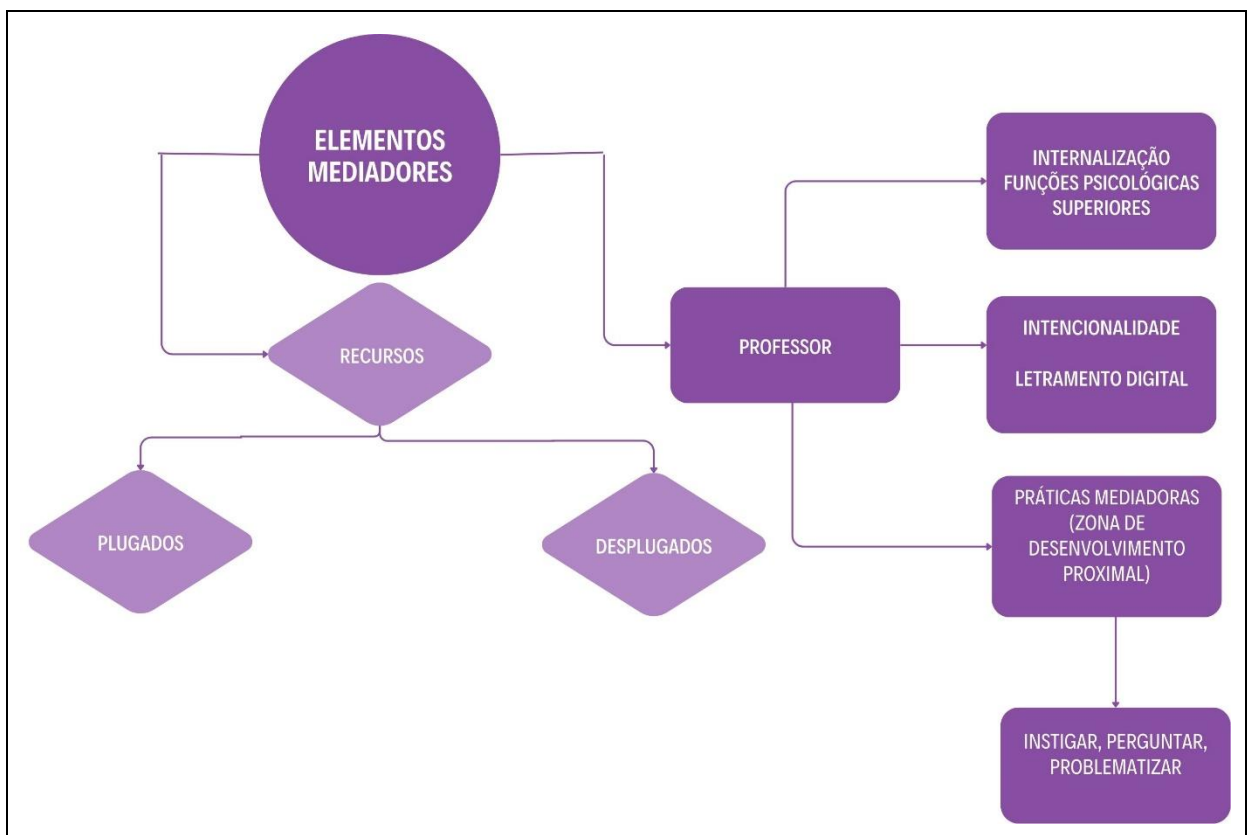 ELEMENTOS
MEDIADORES
RECURSOS
PLUGADOS
DESPLUGADOS
PROFESSOR
INTERNALIZAÇÃO
FUNÇÕES PSICOLÓGICAS
SUPERIORES
INTENCIONALIDADE
LETRAMENTO DIGITAL
PRÁTICAS MEDIADORAS
(ZONA DE
DESENVOLVIMENTO
PROXIMAL)
INSTIGAR, PERGUNTAR,
PROBLEMATIZAR